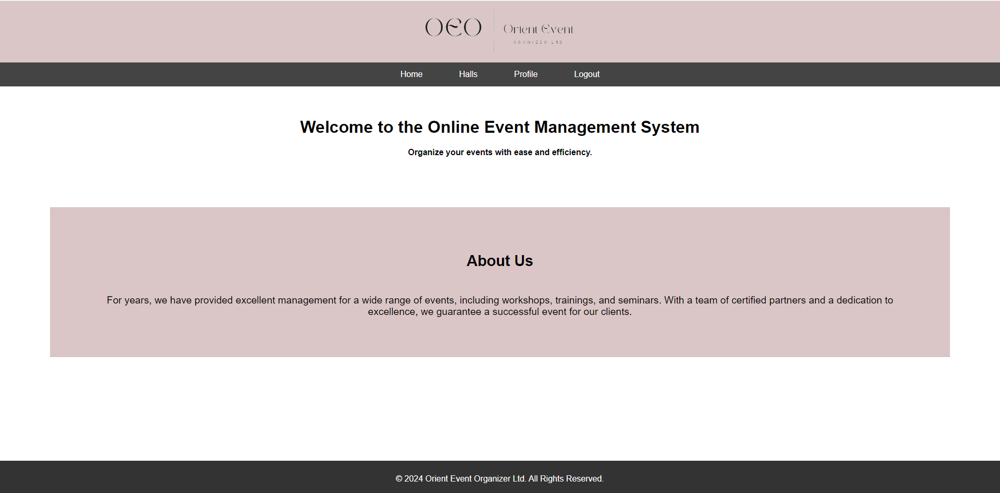 OEO
Orient Event
ORGNIZER LTD
Home Halls Profile Logout
Welcome to the Online Event Management System
Organize your events with ease and efficiency.
About Us
For years, we have provided excellent management for a wide range of events, including workshops, trainings, and seminars. With a team of certified partners and a dedication to
excellence, we guarantee a successful event for our clients.
© 2024 Orient Event Organizer Ltd. All Rights Reserved.